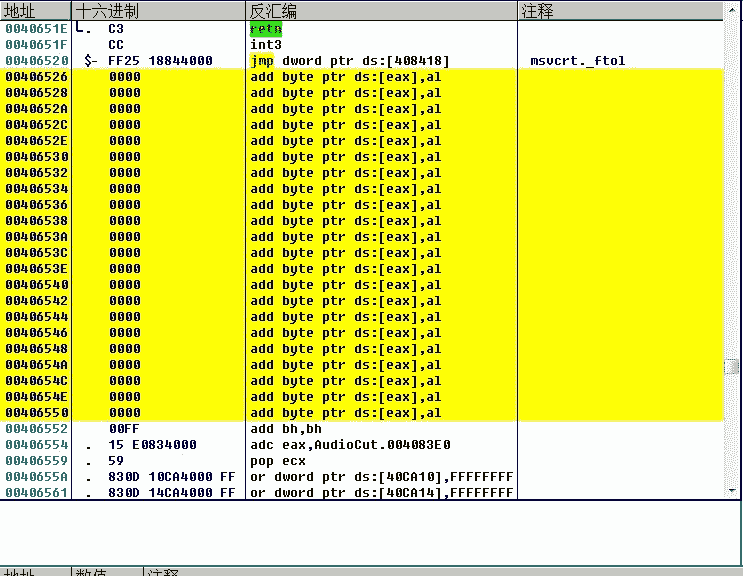 地址 十六进制 反汇编 注释
0040651E . C3 retn
0040651F CC int3
00406520 $- FF25 18844000 jmp dword ptr ds:[408418] msvcrt._ftol
00406526 0000 add byte ptr ds:[eax],al
00406528 0000 add byte ptr ds:[eax],al
0040652A 0000 add byte ptr ds:[eax],al
0040652C 0000 add byte ptr ds:[eax],al
0040652E 0000 add byte ptr ds:[eax],al
00406530 0000 add byte ptr ds:[eax],al
00406532 0000 add byte ptr ds:[eax],al
00406534 0000 add byte ptr ds:[eax],al
00406536 0000 add byte ptr ds:[eax],al
00406538 0000 add byte ptr ds:[eax],al
0040653A 0000 add byte ptr ds:[eax],al
0040653C 0000 add byte ptr ds:[eax],al
0040653E 0000 add byte ptr ds:[eax],al
00406540 0000 add byte ptr ds:[eax],al
00406542 0000 add byte ptr ds:[eax],al
00406544 0000 add byte ptr ds:[eax],al
00406546 0000 add byte ptr ds:[eax],al
00406548 0000 add byte ptr ds:[eax],al
0040654A 0000 add byte ptr ds:[eax],al
0040654C 0000 add byte ptr ds:[eax],al
0040654E 0000 add byte ptr ds:[eax],al
00406550 0000 add byte ptr ds:[eax],al
00406552 00FF add bh,bh
00406554 . 15 E0834000 adc eax,AudioCut.004083E0
00406559 . 59 pop ecx
0040655A . 830D 10CA4000 FF or dword ptr ds:[40CA10],FFFFFFFF
00406561 . 830D 14CA4000 FF or dword ptr ds:[40CA14],FFFFFFFF
地址 数值 注释